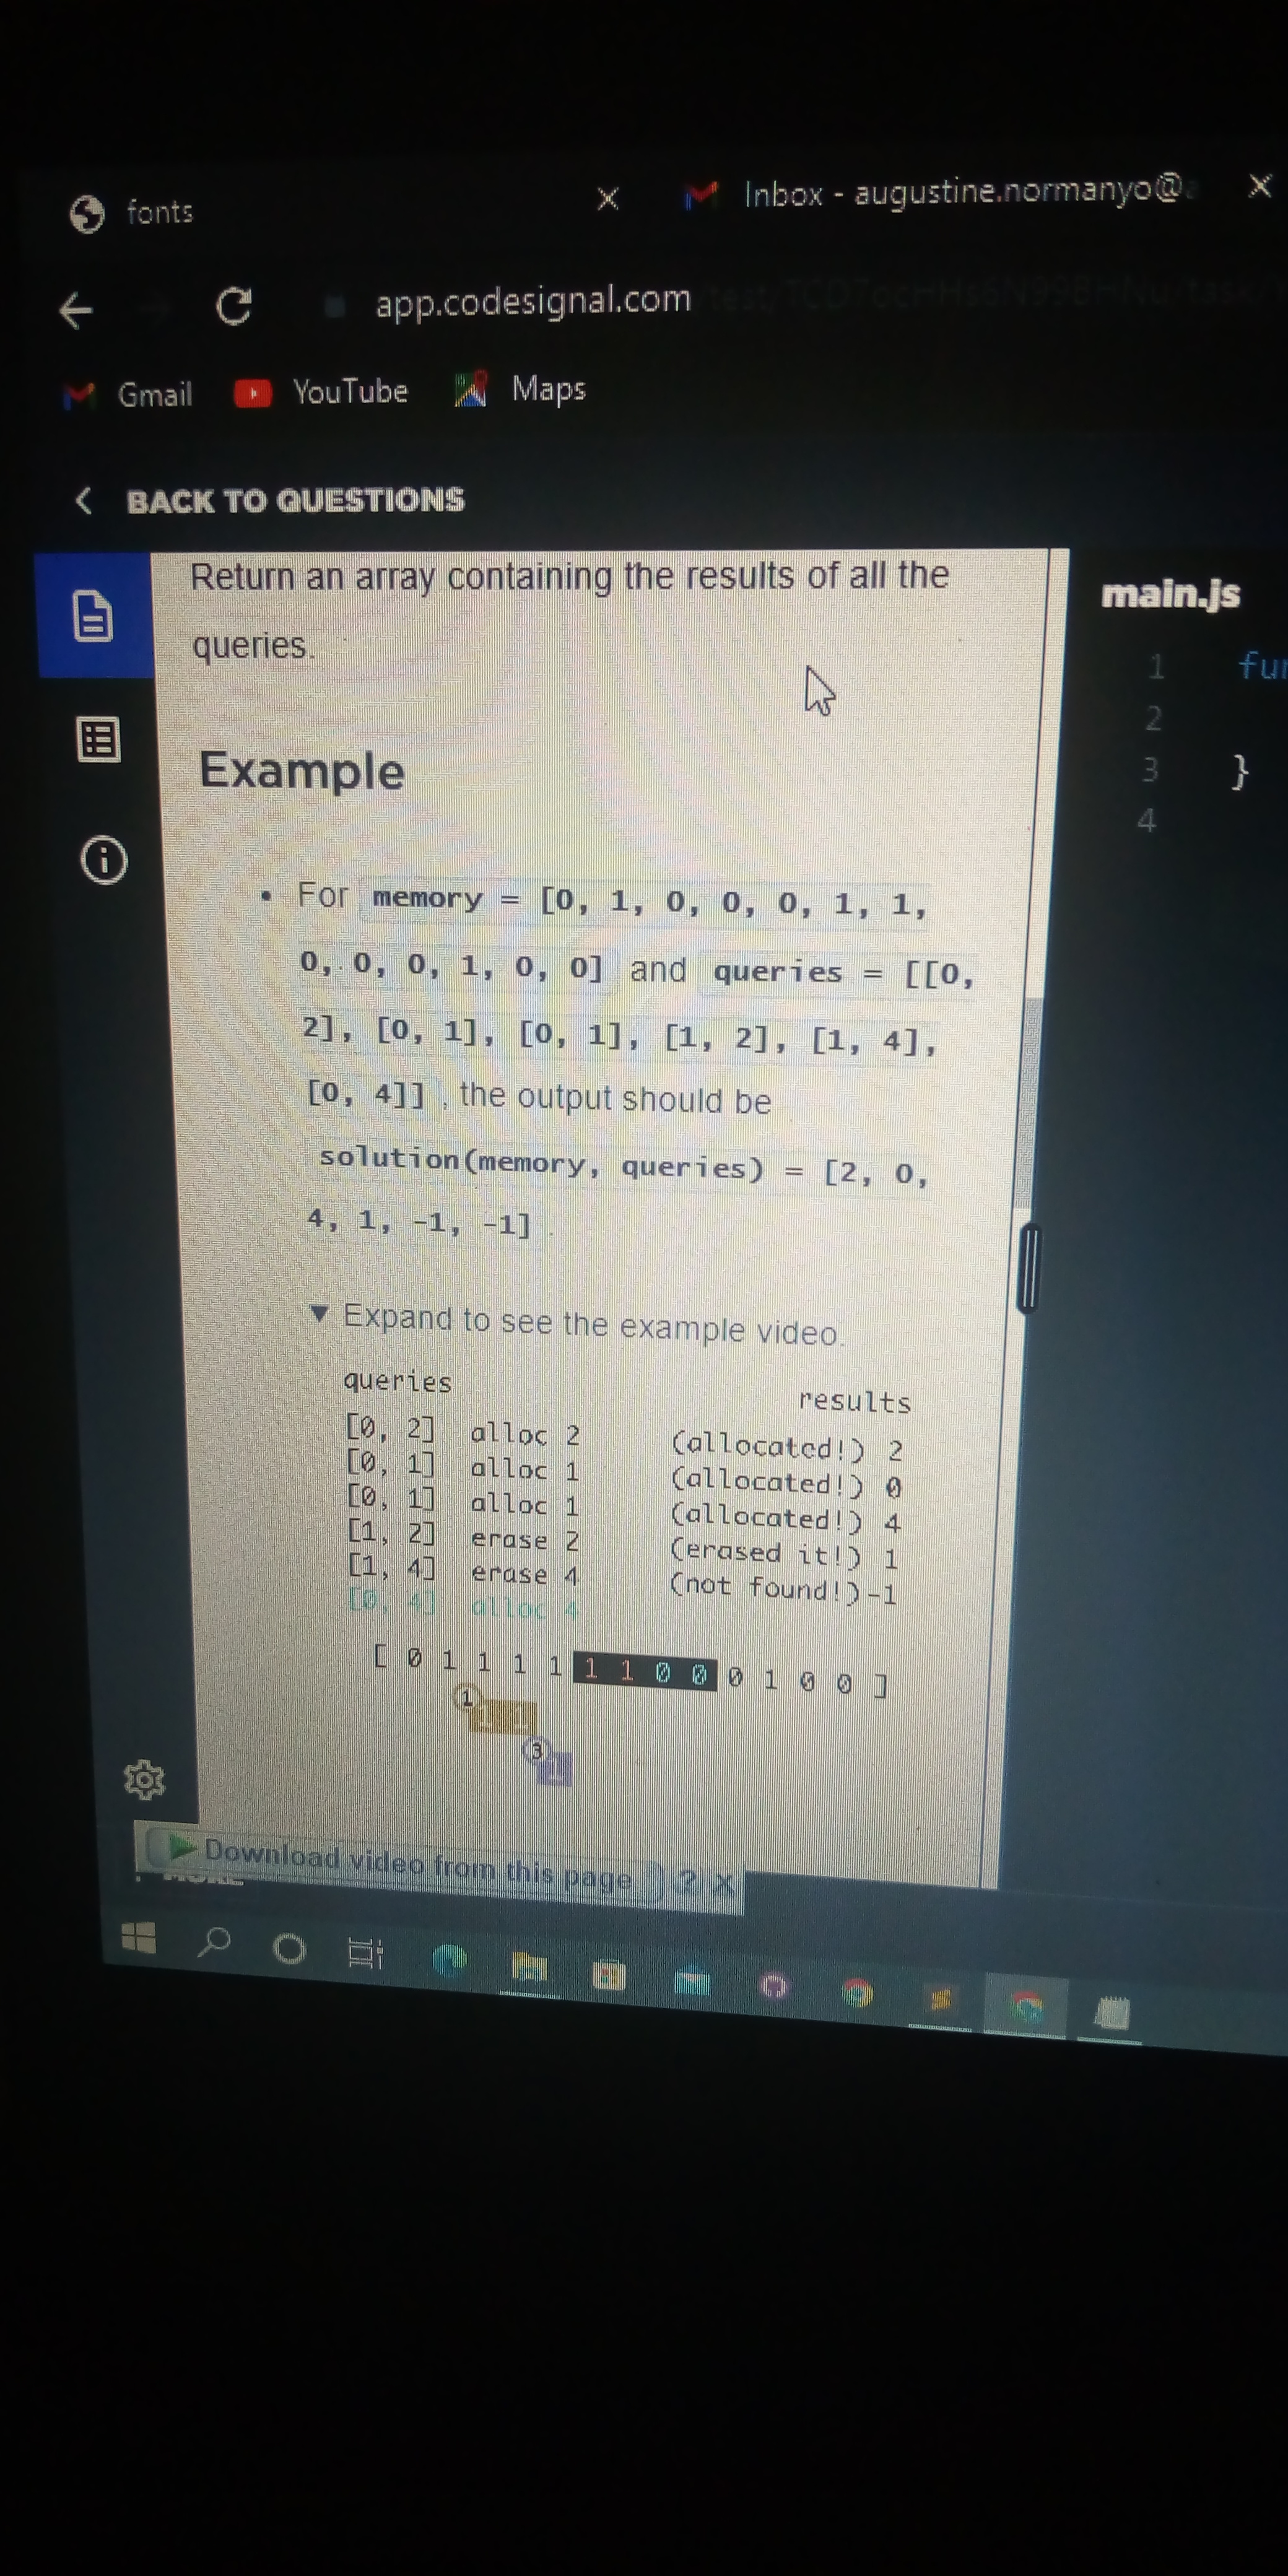 fonts
Inbox - augustine.normanyo@
app.codesignal.com
Gmail YouTube Maps
BACK TO QUESTIONS
Return an array containing the results of all the
queries.
main.js
1
2
3 }
4
Example
• For memory = [0, 1, 0, 0, 0, 1, 1,
0, 0, 0, 1, 0, 0] and queries = [[0,
2], [0, 1], [0, 1], [1, 2], [1, 4],
[0, 4]] , the output should be
solution(memory, queries) = [2, 0,
4, 1, -1, -1] .
▼ Expand to see the example video.
queries results
[0, 2] alloc 2 (allocated!) 2
[0, 1] alloc 1 (allocated!) 0
[0, 1] alloc 1 (allocated!) 4
[1, 2] erase 2 (erased it!) 1
[1, 4] erase 4 (not found!)-1
[0, 4] alloc 4
[ 0 1 1 1 1 1 1 0 0 0 1 0 0 ]
1
1 1
3
1
Download video from this page ? X